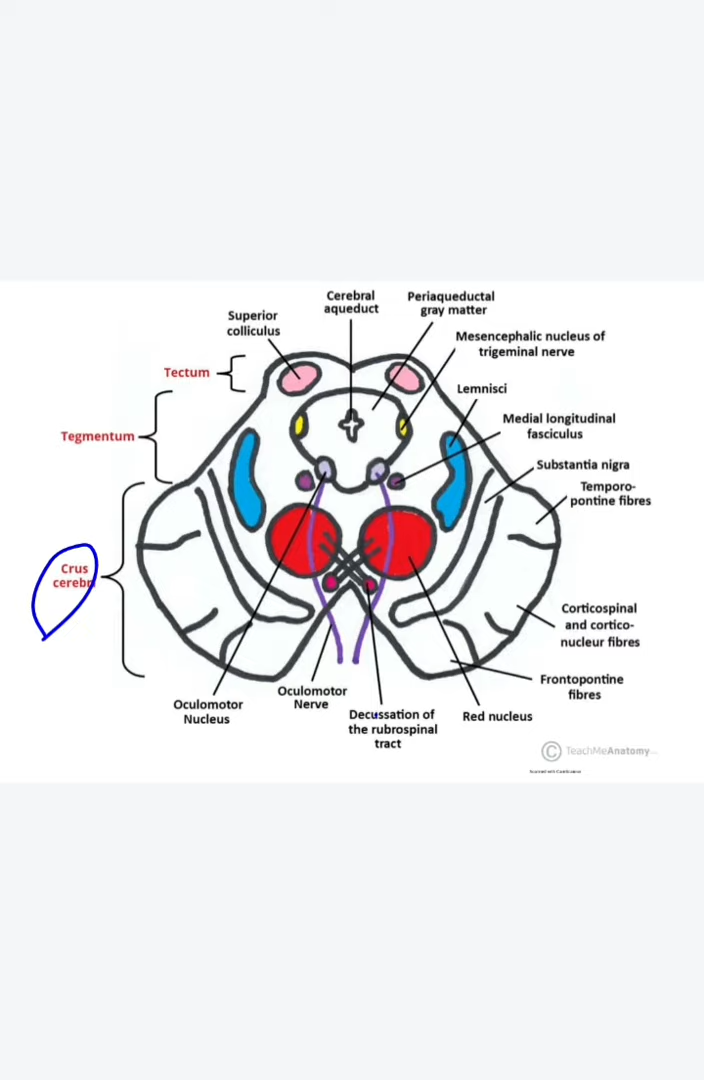 Cerebral
aqueduct
Periaqueductal
gray matter
Superior
colliculus
Mesencephalic nucleus of
trigeminal nerve
Tectum
Lemnisci
Medial longitudinal
fasciculus
Tegmentum
Substantia nigra
Temporo-
pontine fibres
Crus
cerebri
Corticospinal
and cortico-
nucleur fibres
Frontopontine
fibres
Oculomotor
Nucleus
Oculomotor
Nerve
Decussation of
the rubrospinal
tract
Red nucleus
© TeachMeAnatomy